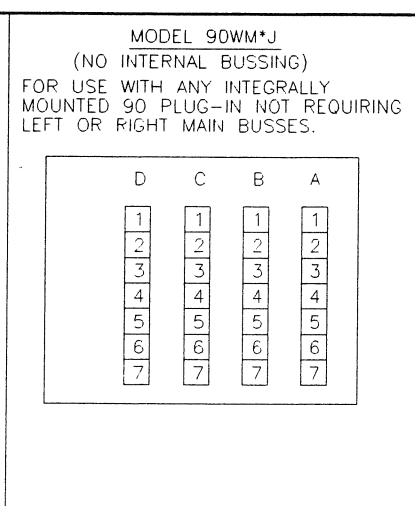 MODEL 90WM*J
(NO INTERNAL BUSSING)
FOR USE WITH ANY INTEGRALLY
MOUNTED 90 PLUG-IN NOT REQUIRING
LEFT OR RIGHT MAIN BUSSES.
D C B A
1 1 1 1
2 2 2 2
3 3 3 3
4 4 4 4
5 5 5 5
6 6 6 6
7 7 7 7